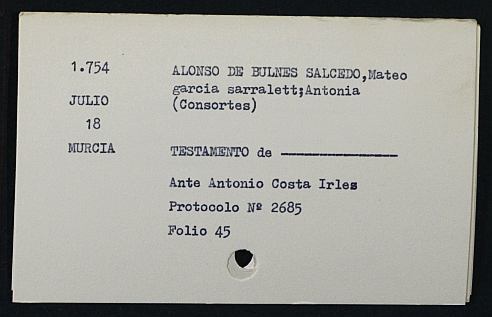 1.754
JULIO
18
MURCIA
ALONSO DE BULNES SALCEDO,Mateo
garcia sarralett;Antonia
(Consortes)
TESTAMENTO de ————————
Ante Antonio Costa Irles
Protocolo Nº 2685
Folio 45